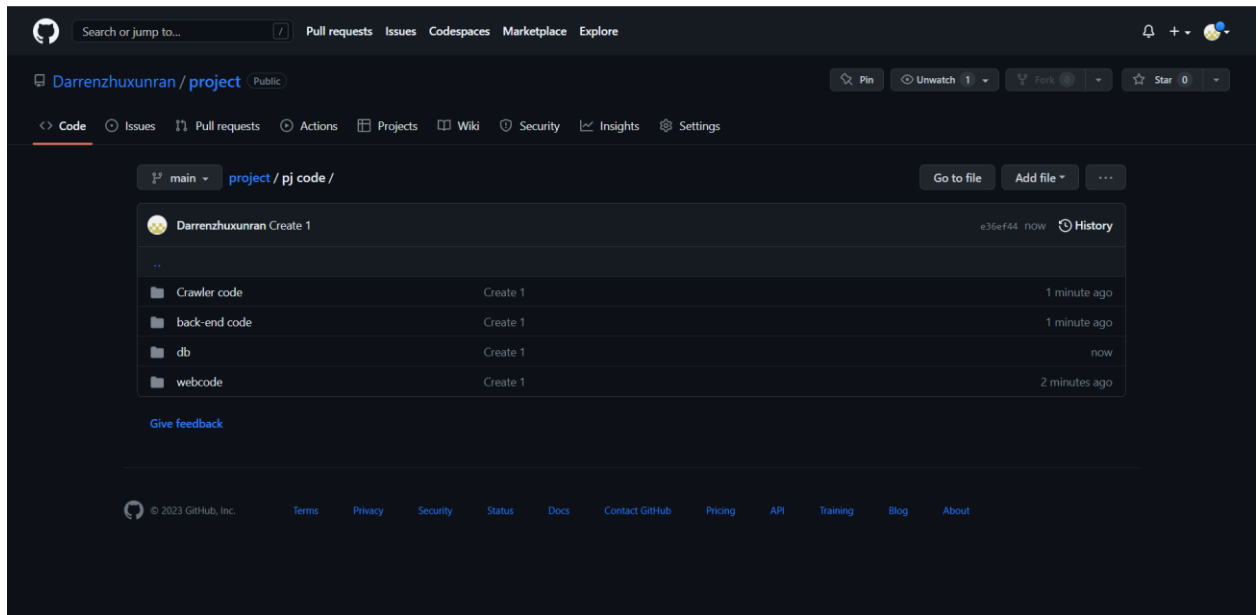 Search or jump to... / Pull requests Issues Codespaces Marketplace Explore
Darrenzhuxunran / project Public Pin Unwatch 1 Fork 0 Star 0
<> Code Issues Pull requests Actions Projects Wiki Security Insights Settings
main project / pj code / Go to file Add file ...
Darrenzhuxunran Create 1 e36ef44 now History
..
Crawler code Create 1 1 minute ago
back-end code Create 1 1 minute ago
db Create 1 now
webcode Create 1 2 minutes ago
Give feedback
© 2023 GitHub, Inc. Terms Privacy Security Status Docs Contact GitHub Pricing API Training Blog About